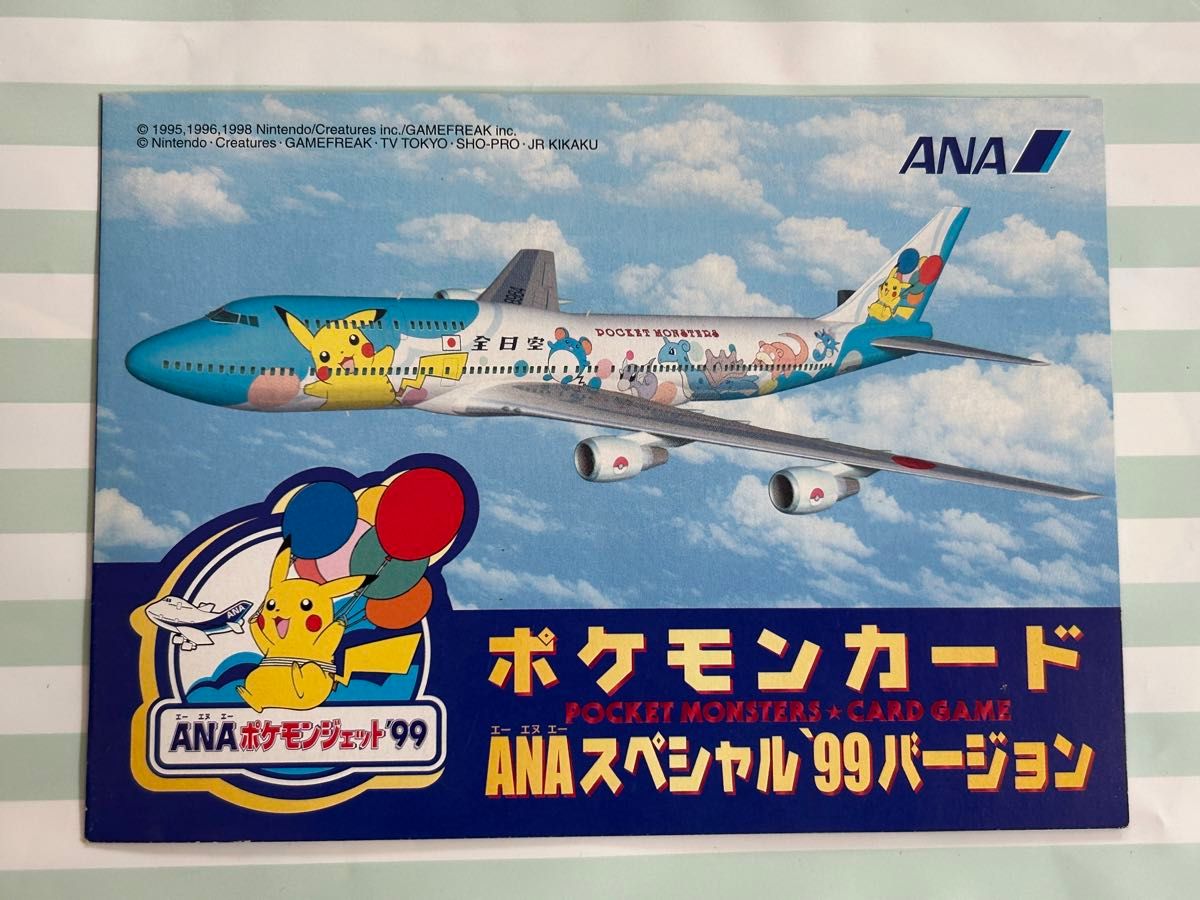 © 1995,1996,1998 Nintendo/Creatures inc./GAMEFREAK inc.
© Nintendo・Creatures・GAMEFREAK・TV TOKYO・SHO-PRO・JR KIKAKU
ANA
8964
全日空
POCKET MONSTERS
ANA
エー エヌ エー
ANAポケモンジェット'99
ポケモンカード
POCKET MONSTERS★CARD GAME
エー エヌ エー
ANAスペシャル'99バージョン